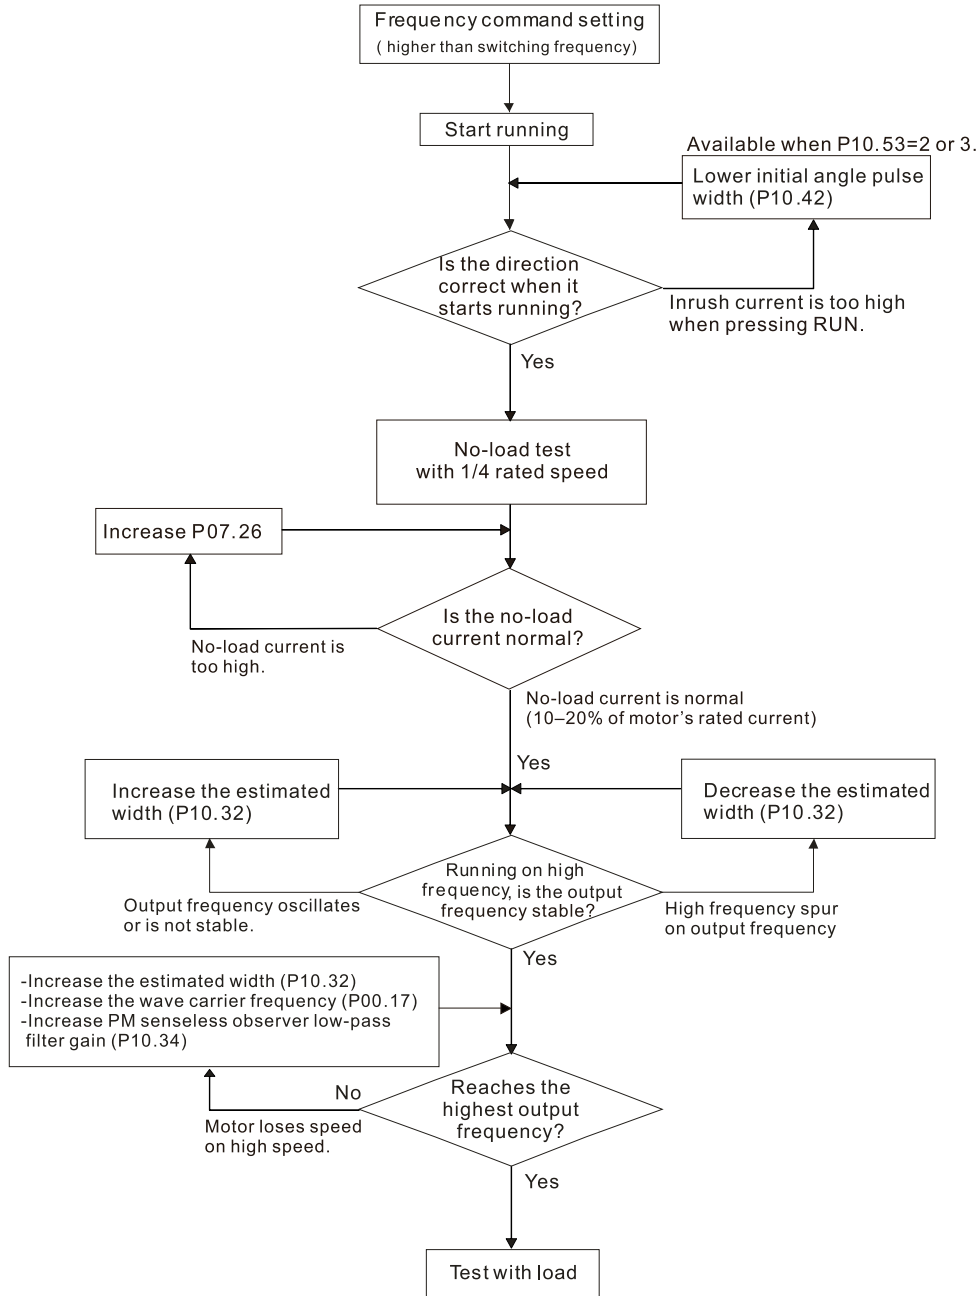 Frequency command setting
( higher than switching frequency)
Start running
Available when P10.53=2 or 3.
Lower initial angle pulse
width (P10.42)
Is the direction
correct when it
starts running?
Inrush current is too high
when pressing RUN.
Yes
No-load test
with 1/4 rated speed
Increase P07.26
Is the no-load
current normal?
No-load current is
too high.
No-load current is normal
(10–20% of motor's rated current)
Yes
Increase the estimated
width (P10.32)
Decrease the estimated
width (P10.32)
Running on high
frequency, is the output
frequency stable?
Output frequency oscillates
or is not stable.
High frequency spur
on output frequency
Yes
-Increase the estimated width (P10.32)
-Increase the wave carrier frequency (P00.17)
-Increase PM senseless observer low-pass
filter gain (P10.34)
No
Reaches the
highest output
frequency?
Motor loses speed
on high speed.
Yes
Test with load